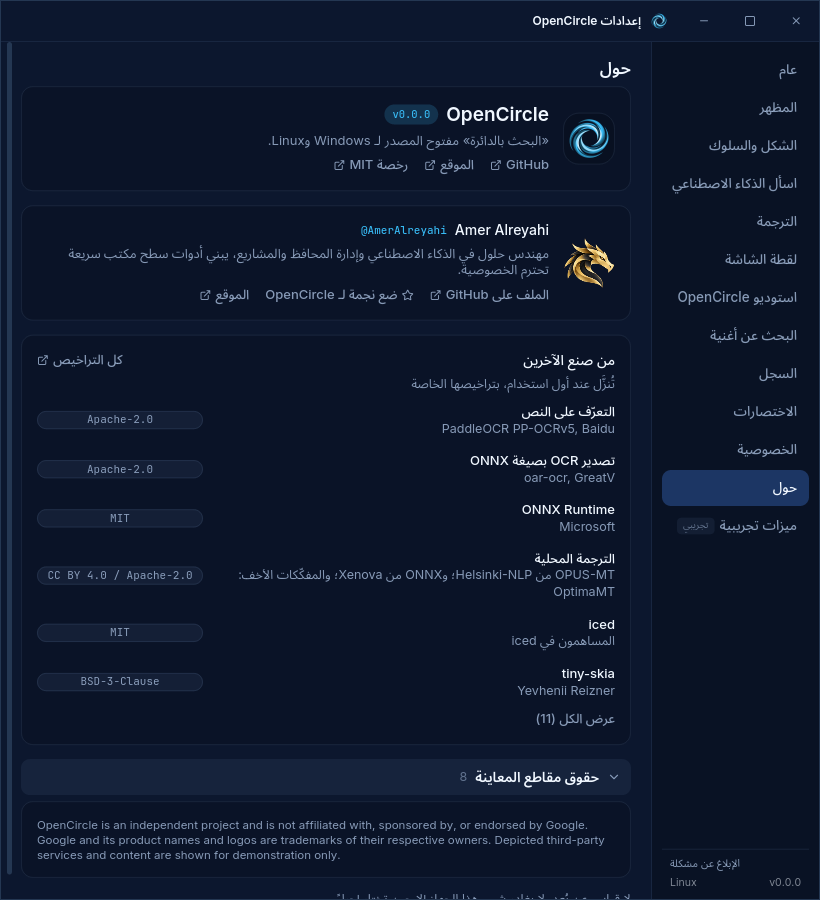 إعدادات OpenCircle
عام
المظهر
الشكل والسلوك
اسأل الذكاء الاصطناعي
الترجمة
لقطة الشاشة
استوديو OpenCircle
البحث عن أغنية
السجل
الاختصارات
الخصوصية
حول
ميزات تجريبية تجريبي
الإبلاغ عن مشكلة
v0.0.0 Linux
حول
OpenCircle v0.0.0
«البحث بالدائرة» مفتوح المصدر لـ Windows وLinux.
GitHub الموقع رخصة MIT
Amer Alreyahi @AmerAlreyahi
مهندس حلول في الذكاء الاصطناعي وإدارة المحافظ والمشاريع، يبني أدوات سطح مكتب سريعة
تحترم الخصوصية.
الملف على GitHub ضع نجمة لـ OpenCircle الموقع
من صنع الآخرين كل التراخيص
تُنزَّل عند أول استخدام، بتراخيصها الخاصة
التعرّف على النص Apache-2.0
PaddleOCR PP-OCRv5, Baidu
تصدير OCR بصيغة ONNX Apache-2.0
oar-ocr, GreatV
ONNX Runtime MIT
Microsoft
الترجمة المحلية CC BY 4.0 / Apache-2.0
OPUS-MT من Helsinki-NLP؛ وONNX من Xenova؛ والمفكّكات الأخف:
OptimaMT
iced MIT
المساهمون في iced
tiny-skia BSD-3-Clause
Yevhenii Reizner
عرض الكل (11)
حقوق مقاطع المعاينة 8
OpenCircle is an independent project and is not affiliated with, sponsored by, or endorsed by Google.
Google and its product names and logos are trademarks of their respective owners. Depicted third-party
services and content are shown for demonstration only.